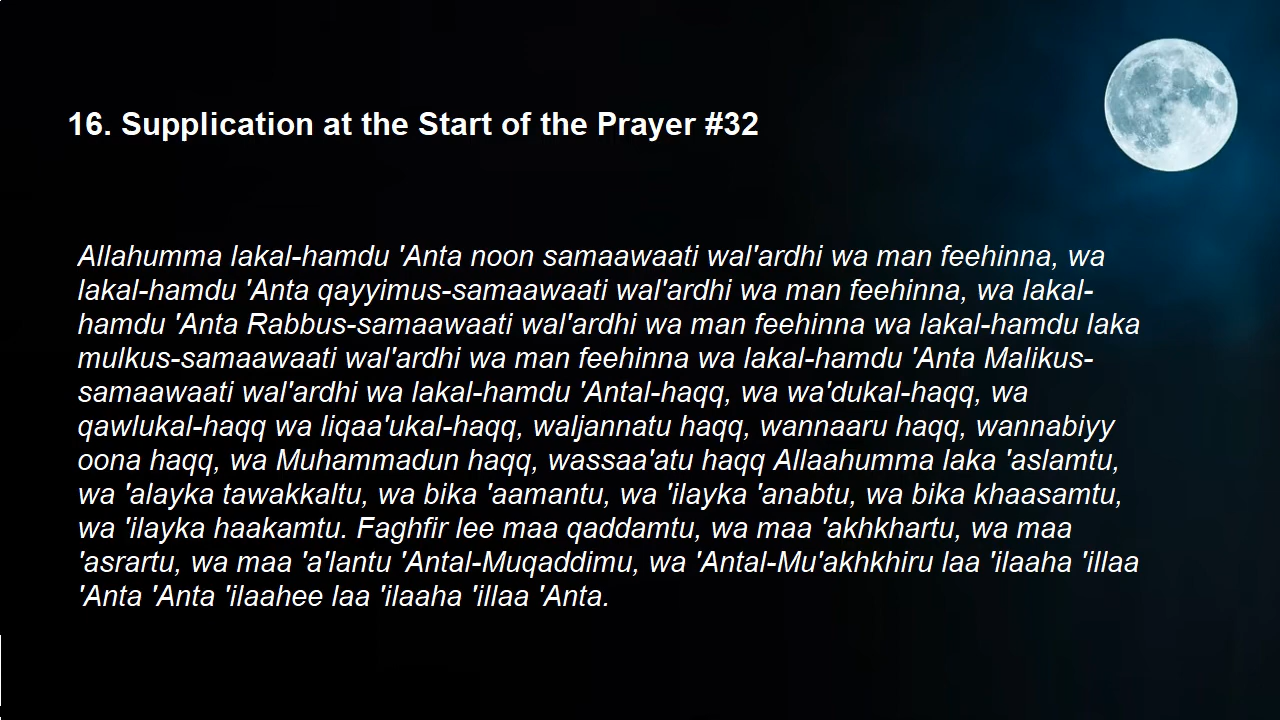 16. Supplication at the Start of the Prayer #32
Allahumma lakal-hamdu 'Anta noon samaawaati wal'ardhi wa man feehinna, wa
lakal-hamdu 'Anta qayyimus-samaawaati wal'ardhi wa man feehinna, wa lakal-
hamdu 'Anta Rabbus-samaawaati wal'ardhi wa man feehinna wa lakal-hamdu laka
mulkus-samaawaati wal'ardhi wa man feehinna wa lakal-hamdu 'Anta Malikus-
samaawaati wal'ardhi wa lakal-hamdu 'Antal-haqq, wa wa'dukal-haqq, wa
qawlukal-haqq wa liqaa'ukal-haqq, waljannatu haqq, wannaaru haqq, wannabiyy
oona haqq, wa Muhammadun haqq, wassaa'atu haqq Allaahumma laka 'aslamtu,
wa 'alayka tawakkaltu, wa bika 'aamantu, wa 'ilayka 'anabtu, wa bika khaasamtu,
wa 'ilayka haakamtu. Faghfir lee maa qaddamtu, wa maa 'akhkhartu, wa maa
'asrartu, wa maa 'a'lantu 'Antal-Muqaddimu, wa 'Antal-Mu'akhkhiru laa 'ilaaha 'illaa
'Anta 'Anta 'ilaahee laa 'ilaaha 'illaa 'Anta.